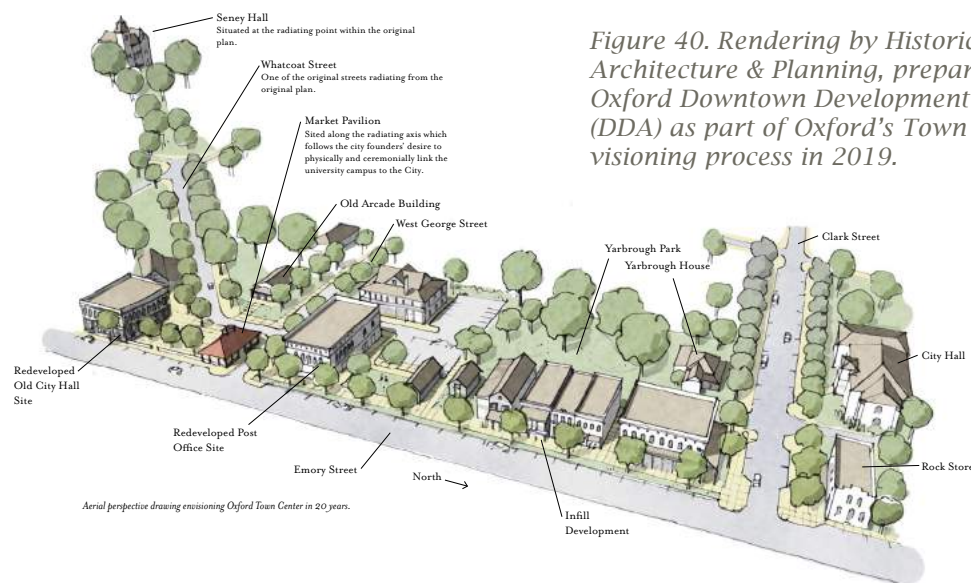 Seney Hall
Situated at the radiating point within the original
plan.
Whatcoat Street
One of the original streets radiating from the
original plan.
Market Pavilion
Sited along the radiating axis which
follows the city founders' desire to
physically and ceremonially link the
university campus to the City.
Figure 40. Rendering by Historic
Architecture & Planning, prepar
Oxford Downtown Development
(DDA) as part of Oxford's Town
visioning process in 2019.
Old Arcade Building
West George Street
Yarbrough Park
Yarbrough House
Clark Street
City Hall
Redeveloped
Old City Hall
Site
Redeveloped Post
Office Site
Emory Street
North
Infill
Development
Rock Store
Aerial perspective drawing envisioning Oxford Town Center in 20 years.